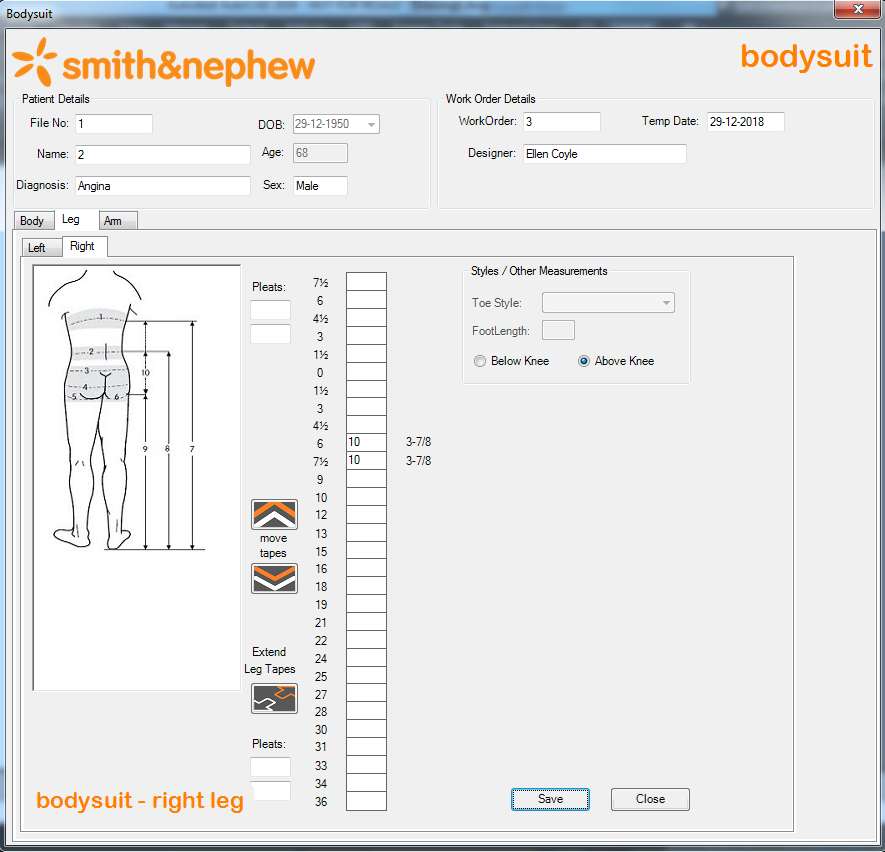 Bodysuit
smith&nephew
bodysuit
Patient Details
File No: 1
DOB: 29-12-1950
Name: 2
Age: 68
Diagnosis: Angina
Sex: Male
Work Order Details
WorkOrder: 3
Temp Date: 29-12-2018
Designer: Ellen Coyle
Body Leg Arm
Left Right
1
2
3
4
5 6
10
9 8 7
Pleats:
move
tapes
Extend
Leg Tapes
Pleats:
7½
6
4½
3
1½
0
1½
3
4½
6 10 3-7/8
7½ 10 3-7/8
9
10
12
13
15
16
18
19
21
22
24
25
27
28
30
31
33
34
36
Styles / Other Measurements
Toe Style:
FootLength:
Below Knee Above Knee
bodysuit - right leg
Save Close